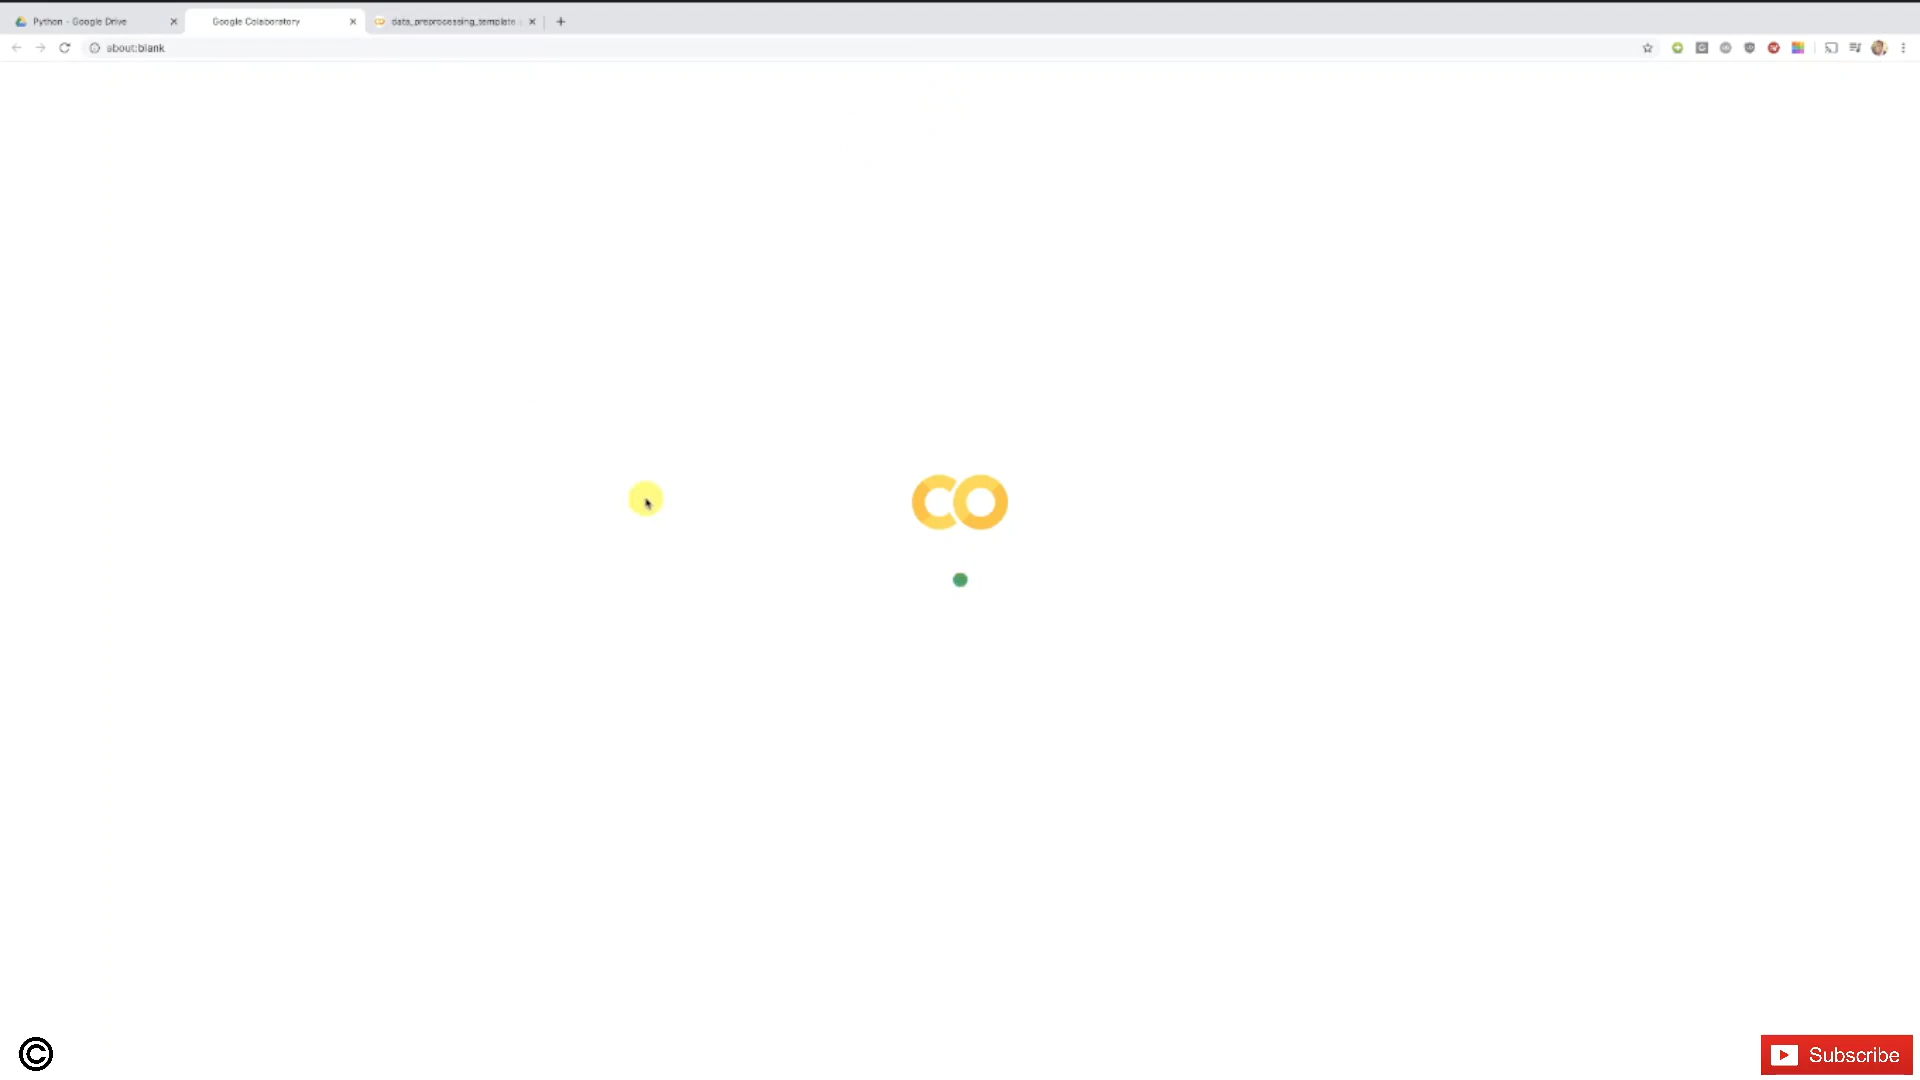 Python - Google Drive
Google Colaboratory
data_preprocessing_template
about:blank
CO
©
Subscribe